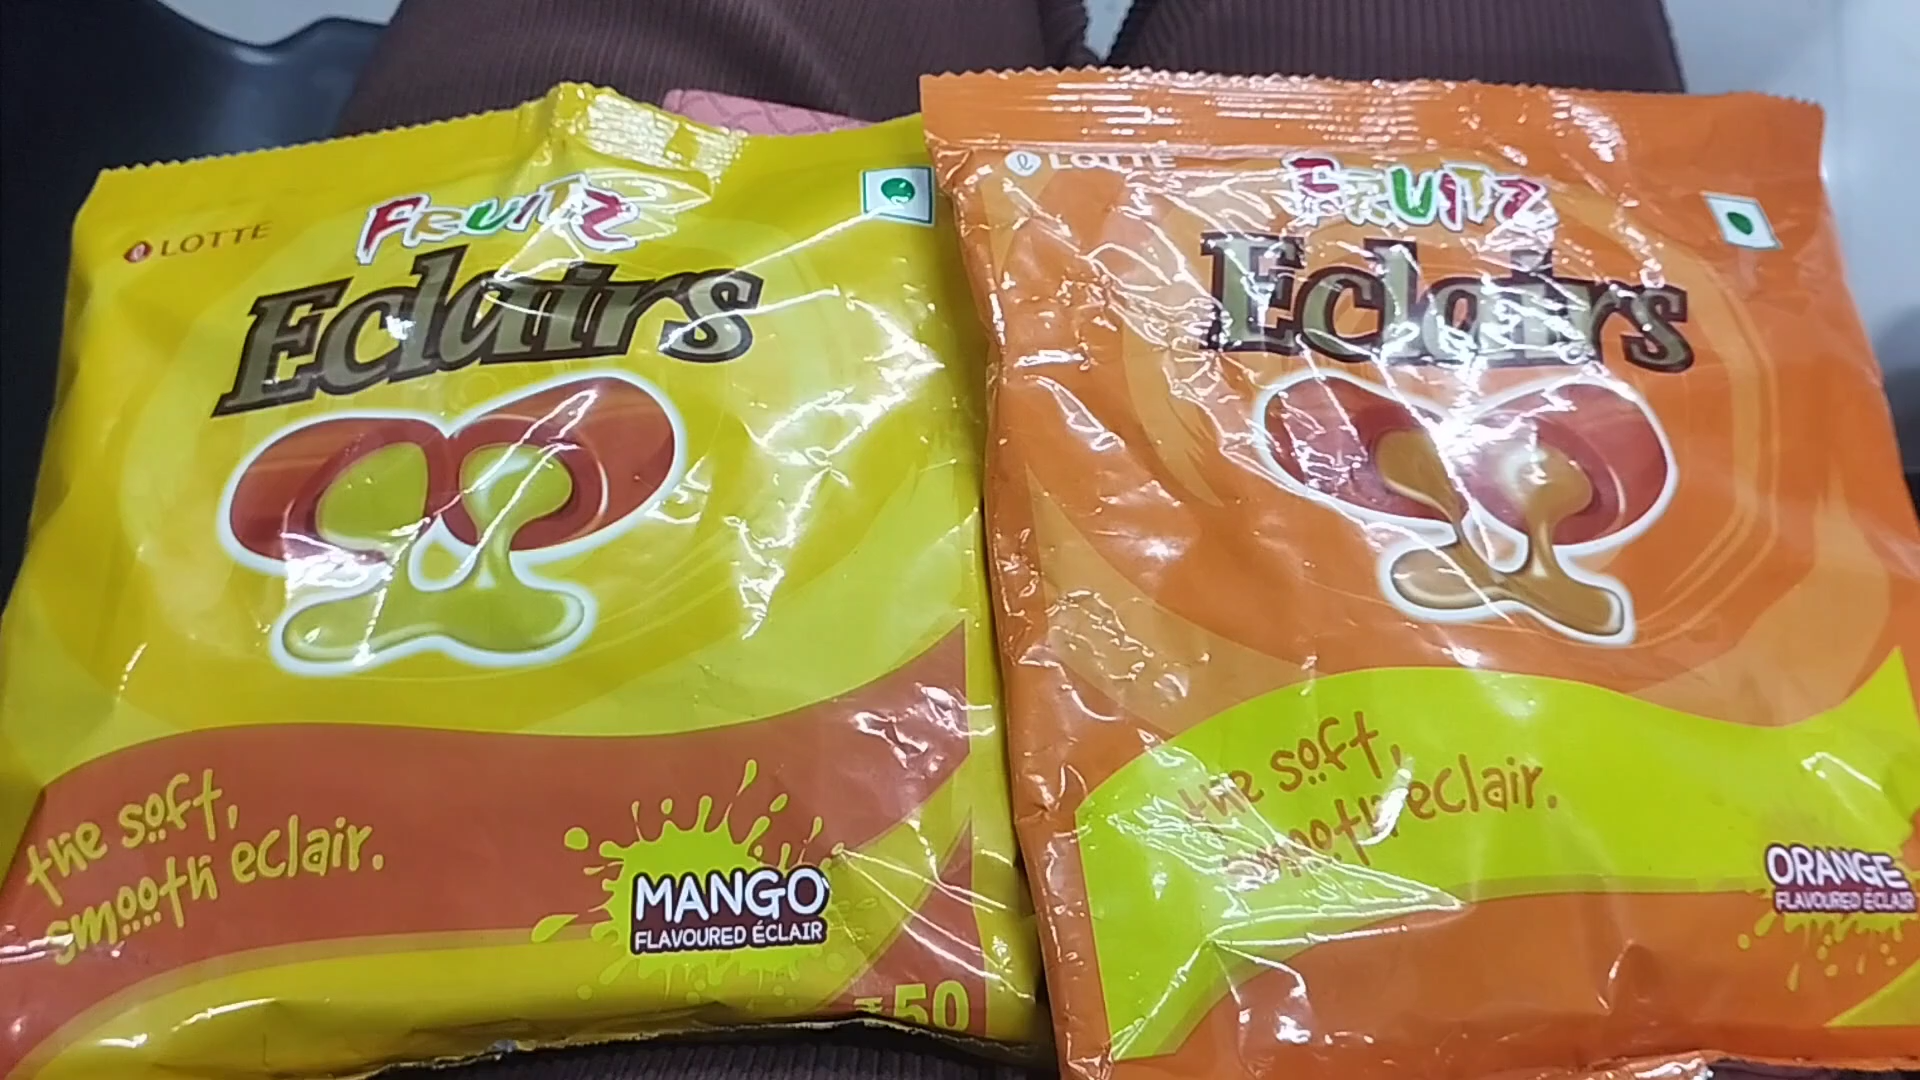 LOTTE
FRUITZ
Eclairs
the soft,
smooth eclair.
MANGO
FLAVOURED ÉCLAIR
₹50
LOTTE
FRUITZ
Eclairs
the soft,
smooth eclair.
ORANGE
FLAVOURED ÉCLAIR